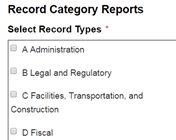 Record Category Reports
Select Record Types *
A Administration
B Legal and Regulatory
C Facilities, Transportation, and
Construction
D Fiscal